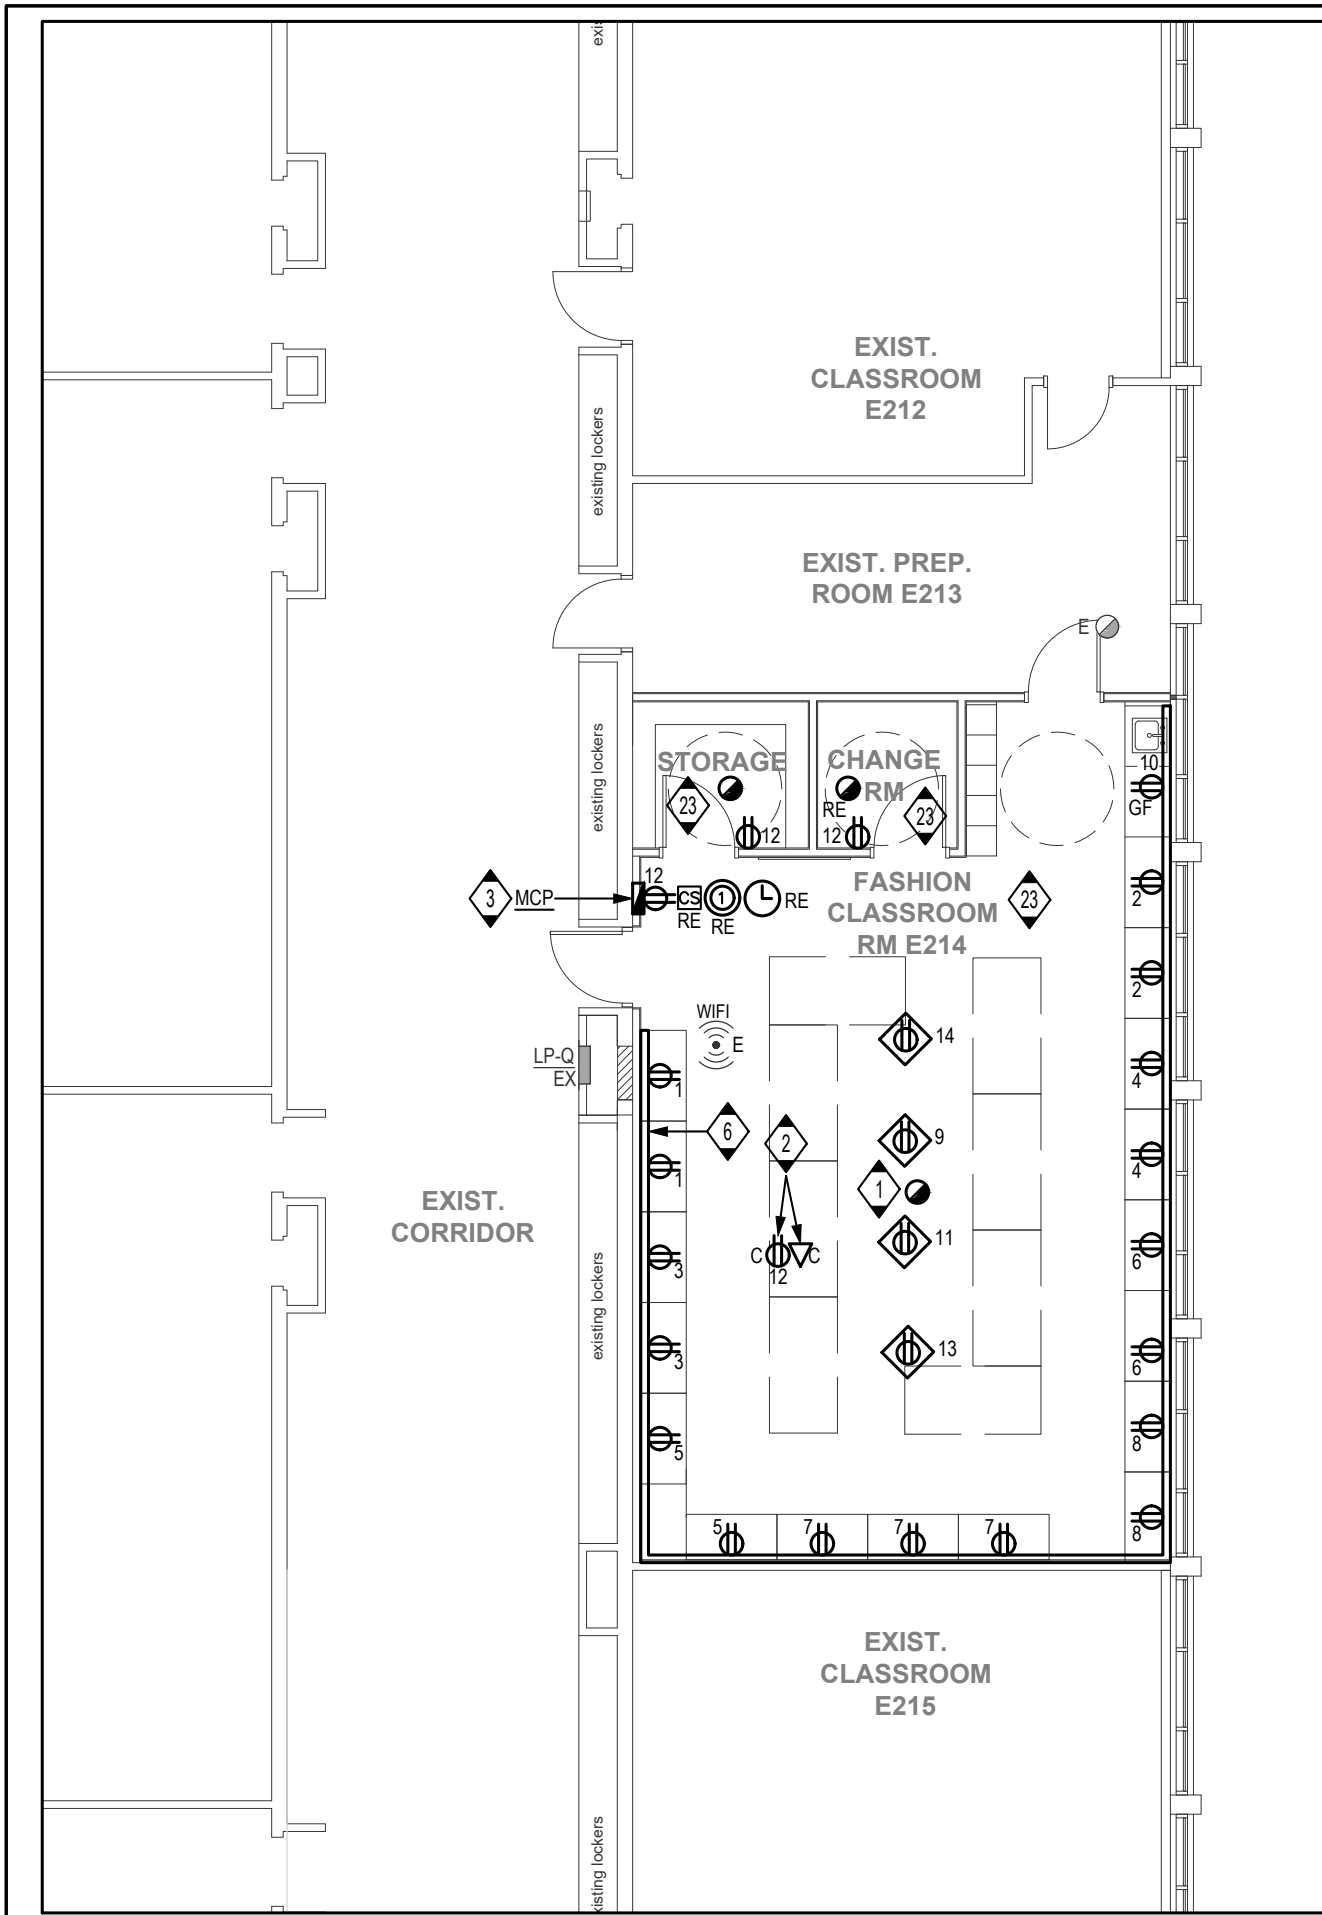 exis
EXIST.
CLASSROOM
E212
existing lockers
EXIST. PREP.
ROOM E213
E
existing lockers
STORAGE
CHANGE
RM
10
GF
23
RE
23
12
12
12
3
MCP
CS
1
RE
RE
RE
FASHION
CLASSROOM
RM E214
23
2
2
WIFI
E
14
LP-Q
EX
1
4
6
2
9
1
4
1
EXIST.
CORRIDOR
11
C
C
12
3
6
existing lockers
3
13
6
5
8
5
7
7
7
8
EXIST.
CLASSROOM
E215
existing lockers